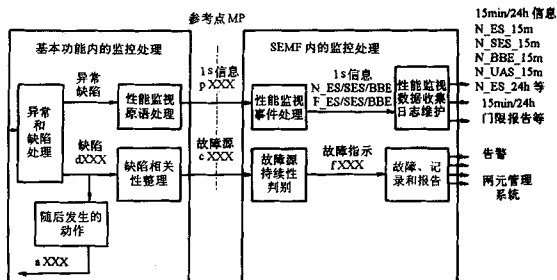 参考点 MP
基本功能内的监控处理
SEMF 内的监控处理
异常
缺陷
异常
和
缺陷
处理
性能监视
原语处理
1s 信息
p XXX
性能监视
事件处理
1s 信息
N_ES/SES/BBE
F_ES/SES/BBE
性能监视
数据收集
日志维护
15min/24h 信息
N_ES_15m
N_SES_15m
N_BBE_15m
N_UAS_15m
N_ES_24h 等
15min/24h
门限报告等
缺陷
dXXX
缺陷相关
性整理
故障源
c XXX
故障源
持续性
判别
故障指示
f XXX
故障、记
录和报告
告警
网元管理
系统
随后发生的
动作
a XXX